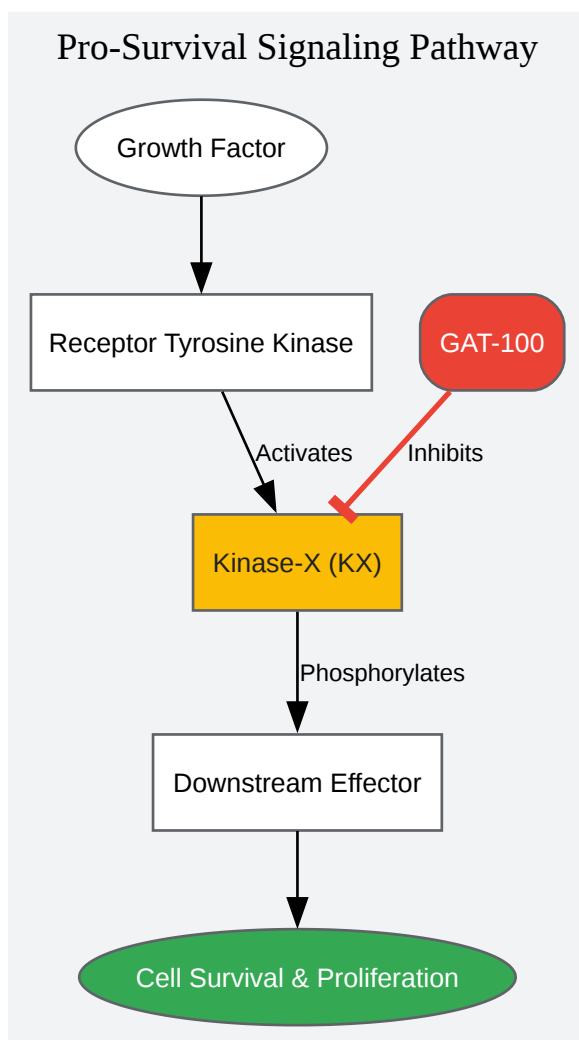 Pro-Survival Signaling Pathway
Growth Factor
Receptor Tyrosine Kinase
GAT-100
Activates
Inhibits
Kinase-X (KX)
Phosphorylates
Downstream Effector
Cell Survival & Proliferation